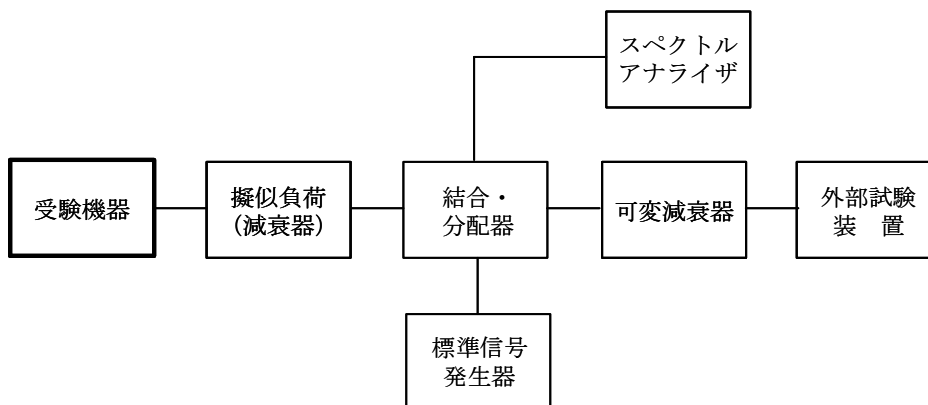 スペクトル
アナライザ
受験機器
擬似負荷
(減衰器)
結合・
分配器
可変減衰器
外部試験
装　置
標準信号
発生器